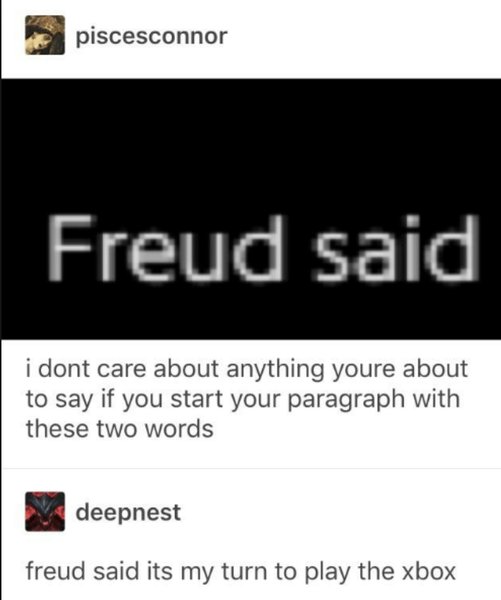 piscesconnor
Freud said
i dont care about anything youre about
to say if you start your paragraph with
these two words
deepnest
freud said its my turn to play the xbox